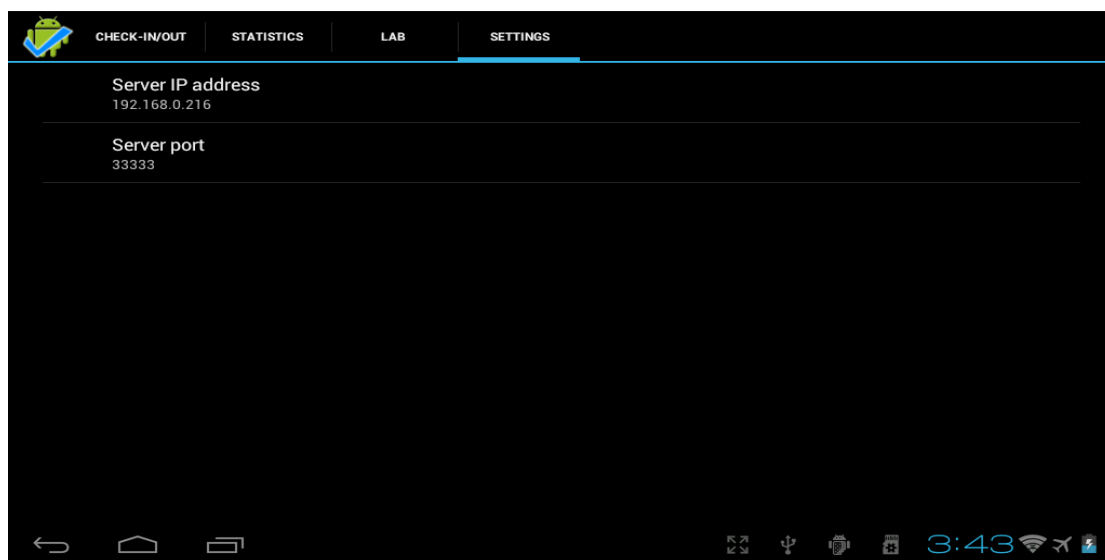 CHECK-IN/OUT STATISTICS LAB SETTINGS
Server IP address
192.168.0.216
Server port
33333
3:43